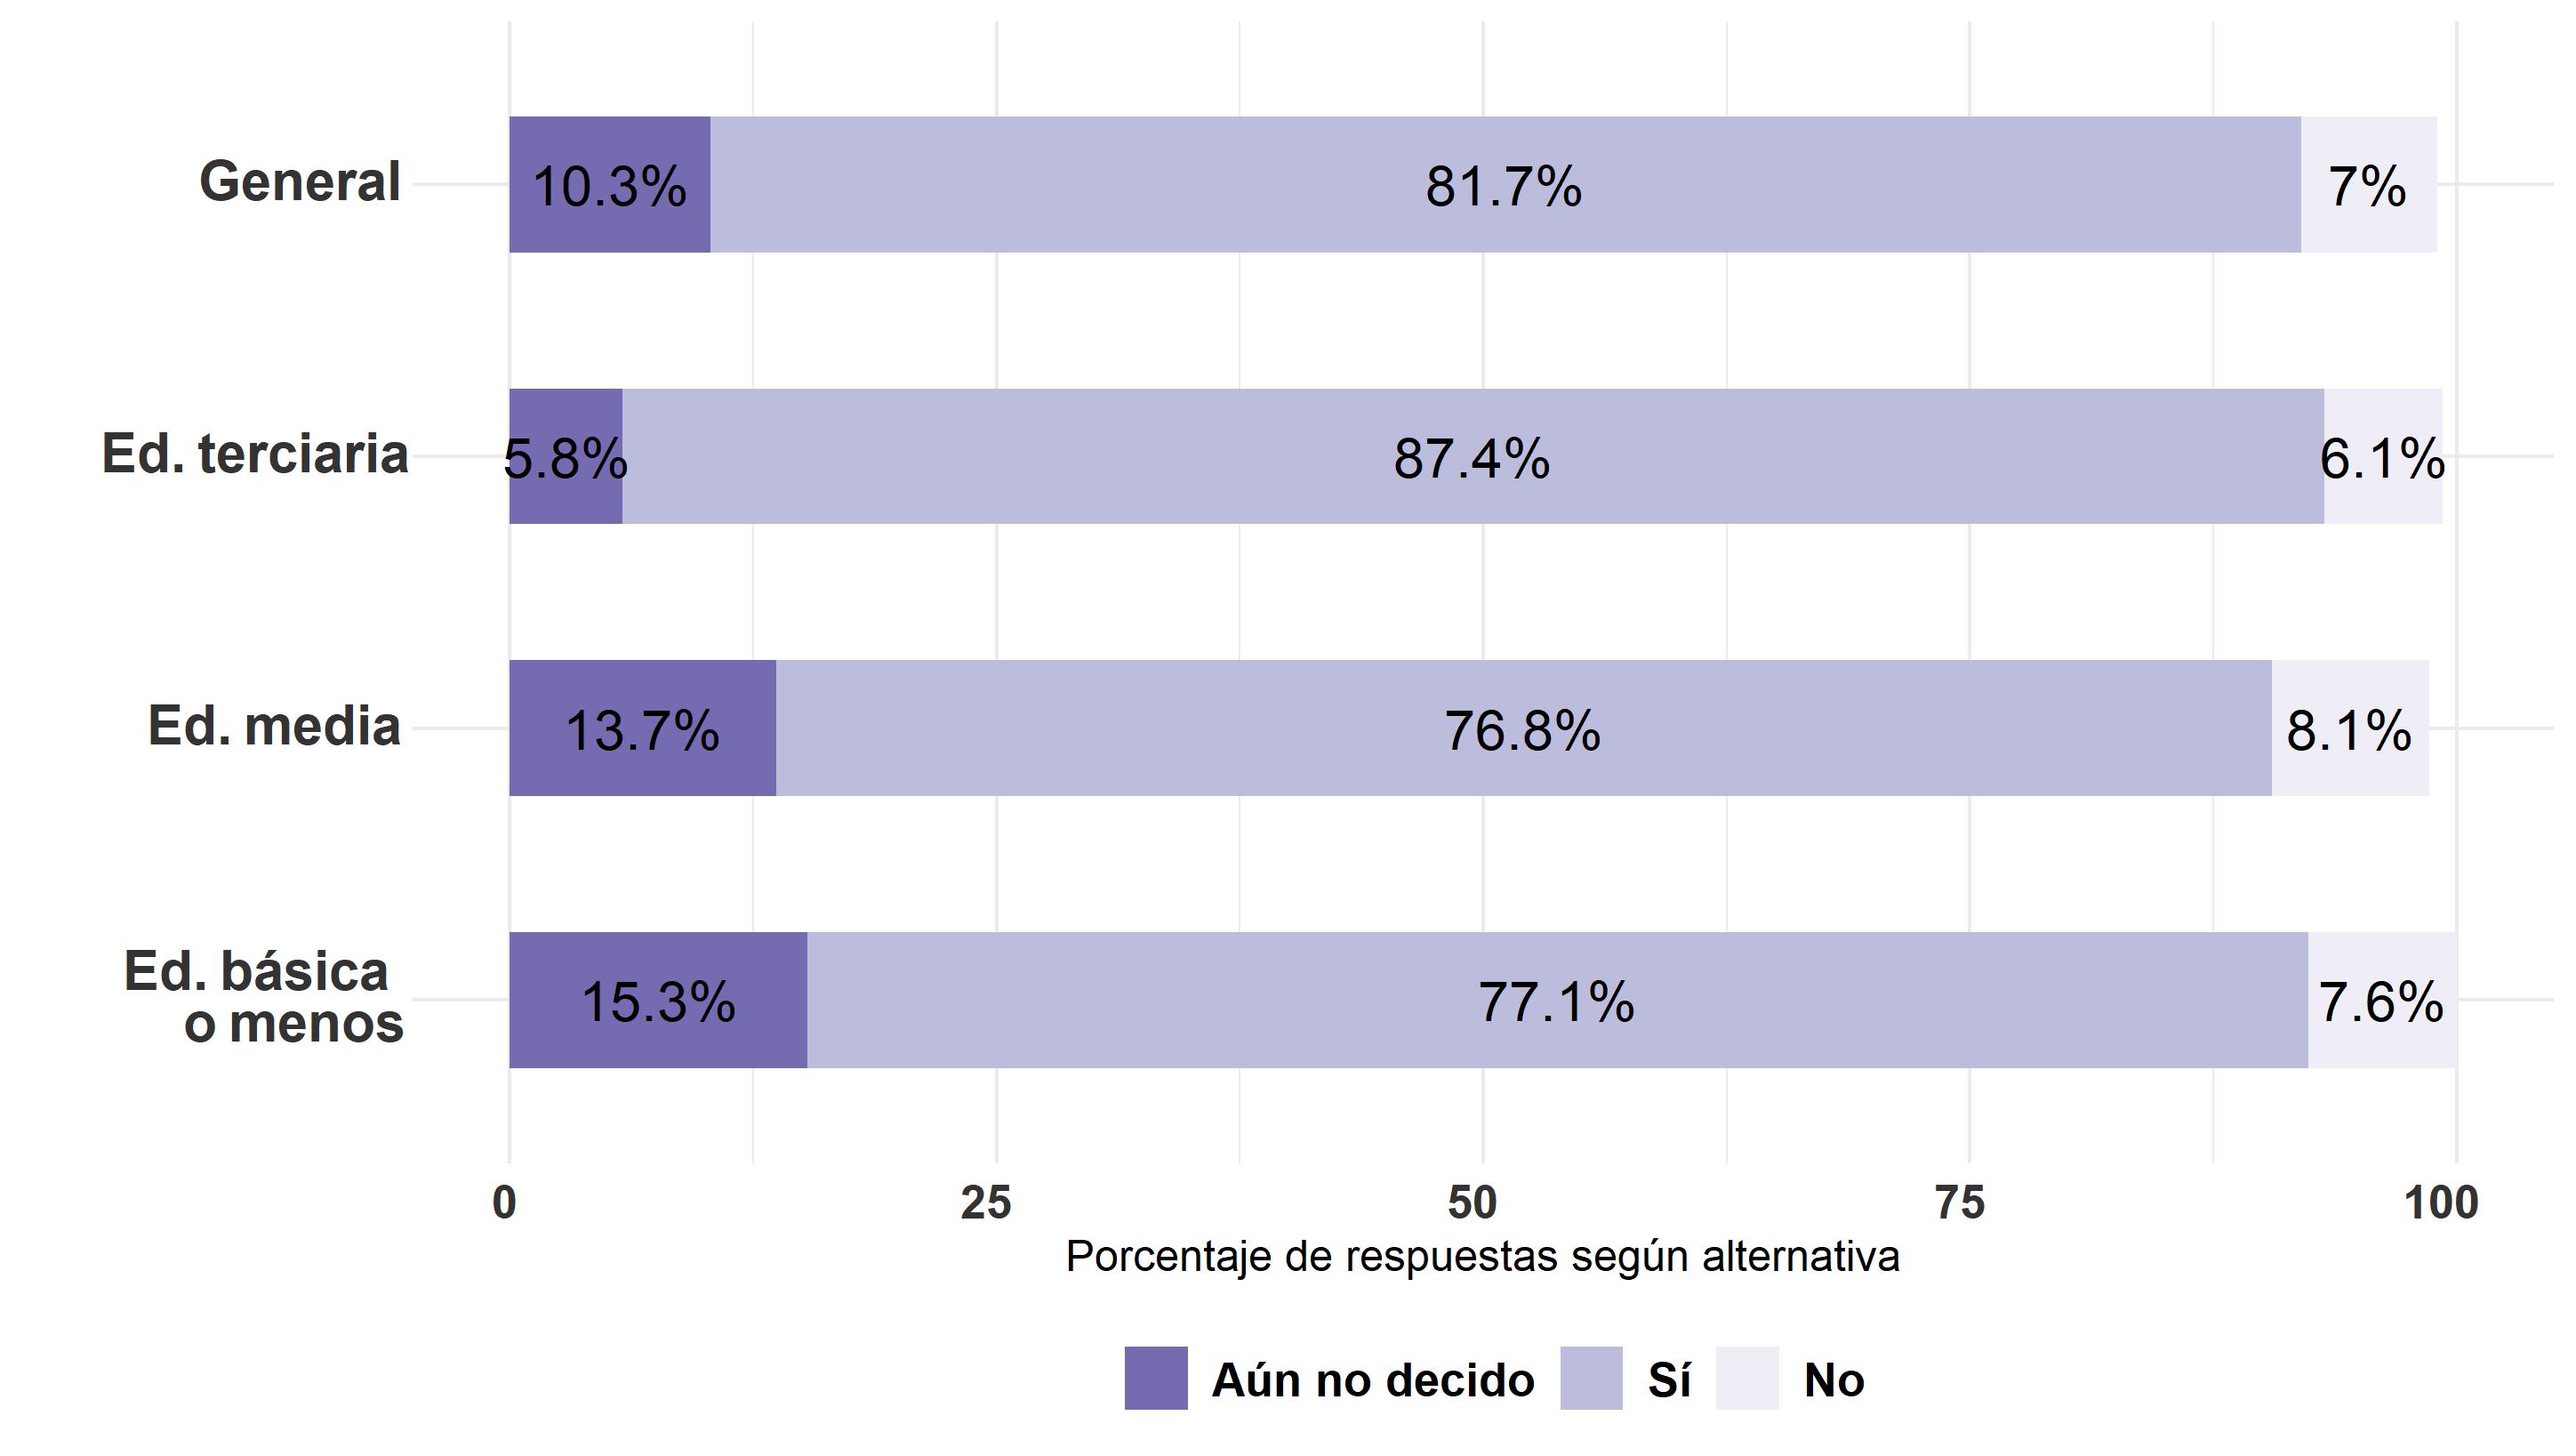 General
10.3%
81.7%
7%
Ed. terciaria
5.8%
87.4%
6.1%
Ed. media
13.7%
76.8%
8.1%
Ed. básica
o menos
15.3%
77.1%
7.6%
0
25
50
75
100
Porcentaje de respuestas según alternativa
Aún no decido
Sí
No